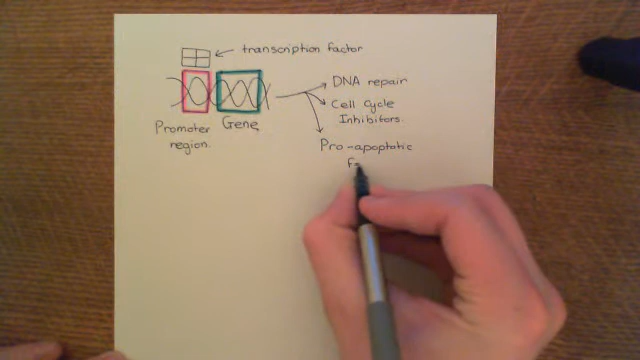 transcription factor
DNA repair
Cell Cycle
Inhibitors.
Promoter
region.
Gene
Pro-apoptotic